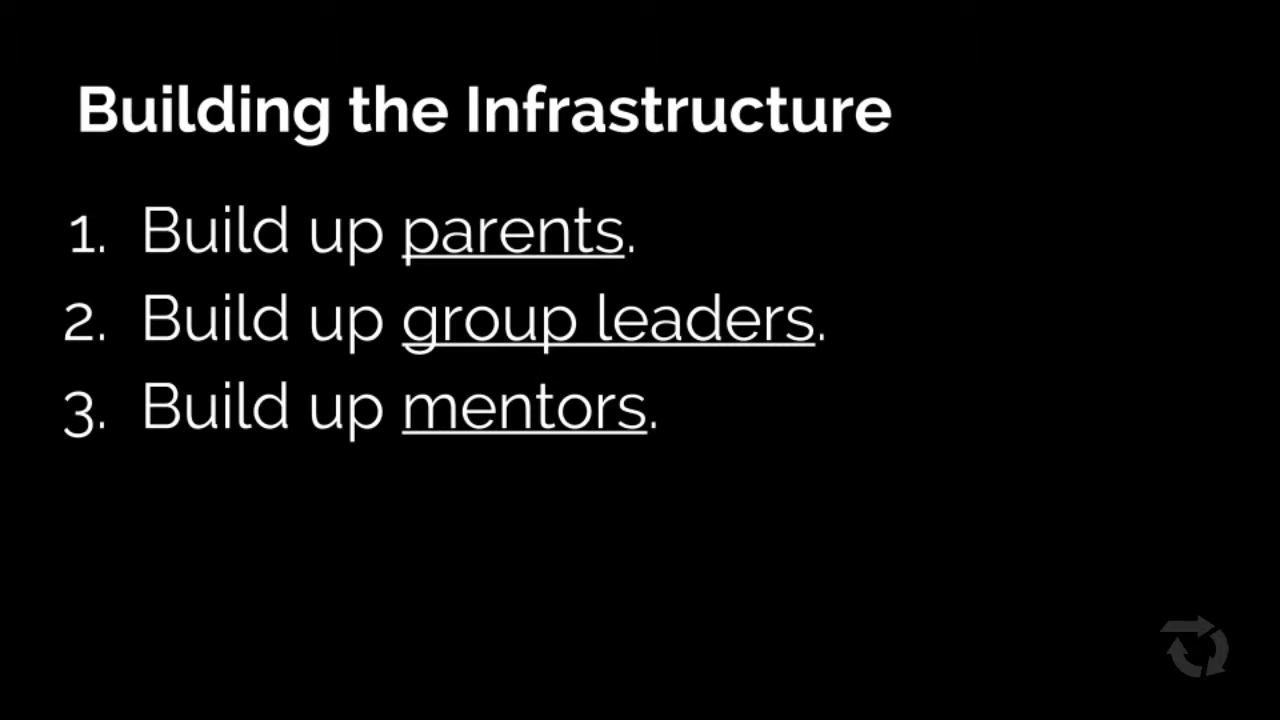 Building the Infrastructure
1. Build up parents.
2. Build up group leaders.
3. Build up mentors.